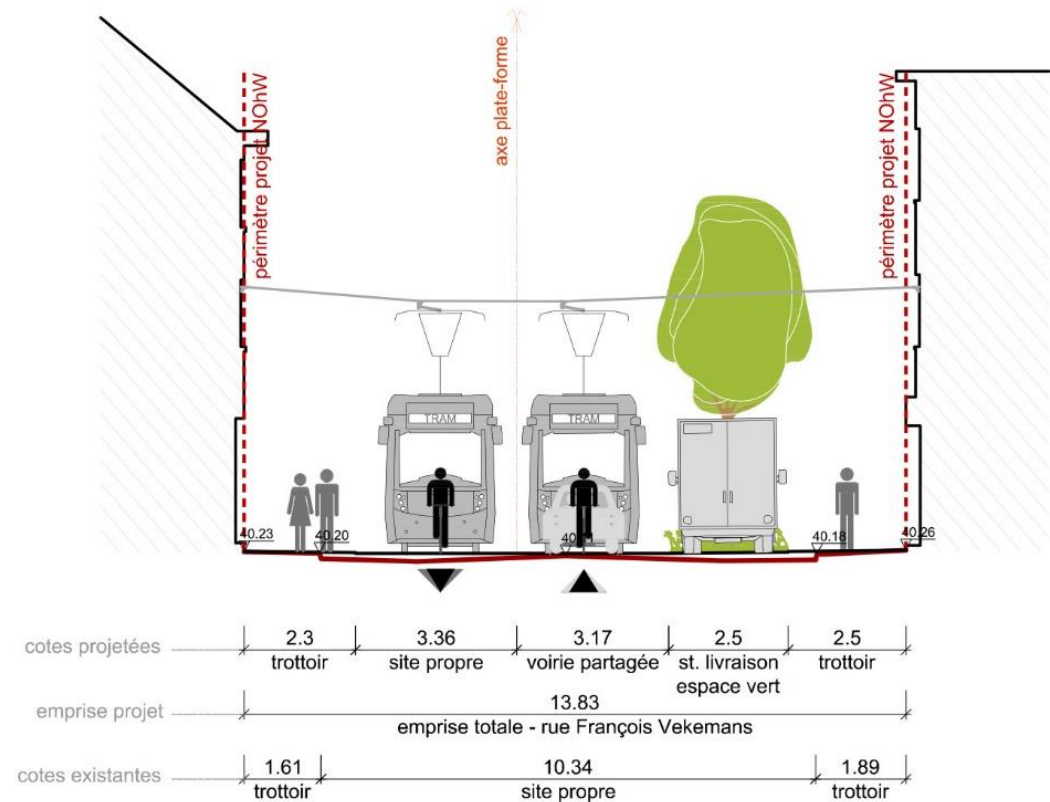 axe plate-forme
périmètre projet NOhW
périmètre projet NOhW
TRAM
TRAM
40.23
40.20
40.
40.18
40.26
cotes projetées
2.3
3.36
3.17
2.5
2.5
trottoir
site propre
voirie partagée
st. livraison
trottoir
espace vert
emprise projet
13.83
emprise totale - rue François Vekemans
cotes existantes
1.61
10.34
1.89
trottoir
site propre
trottoir